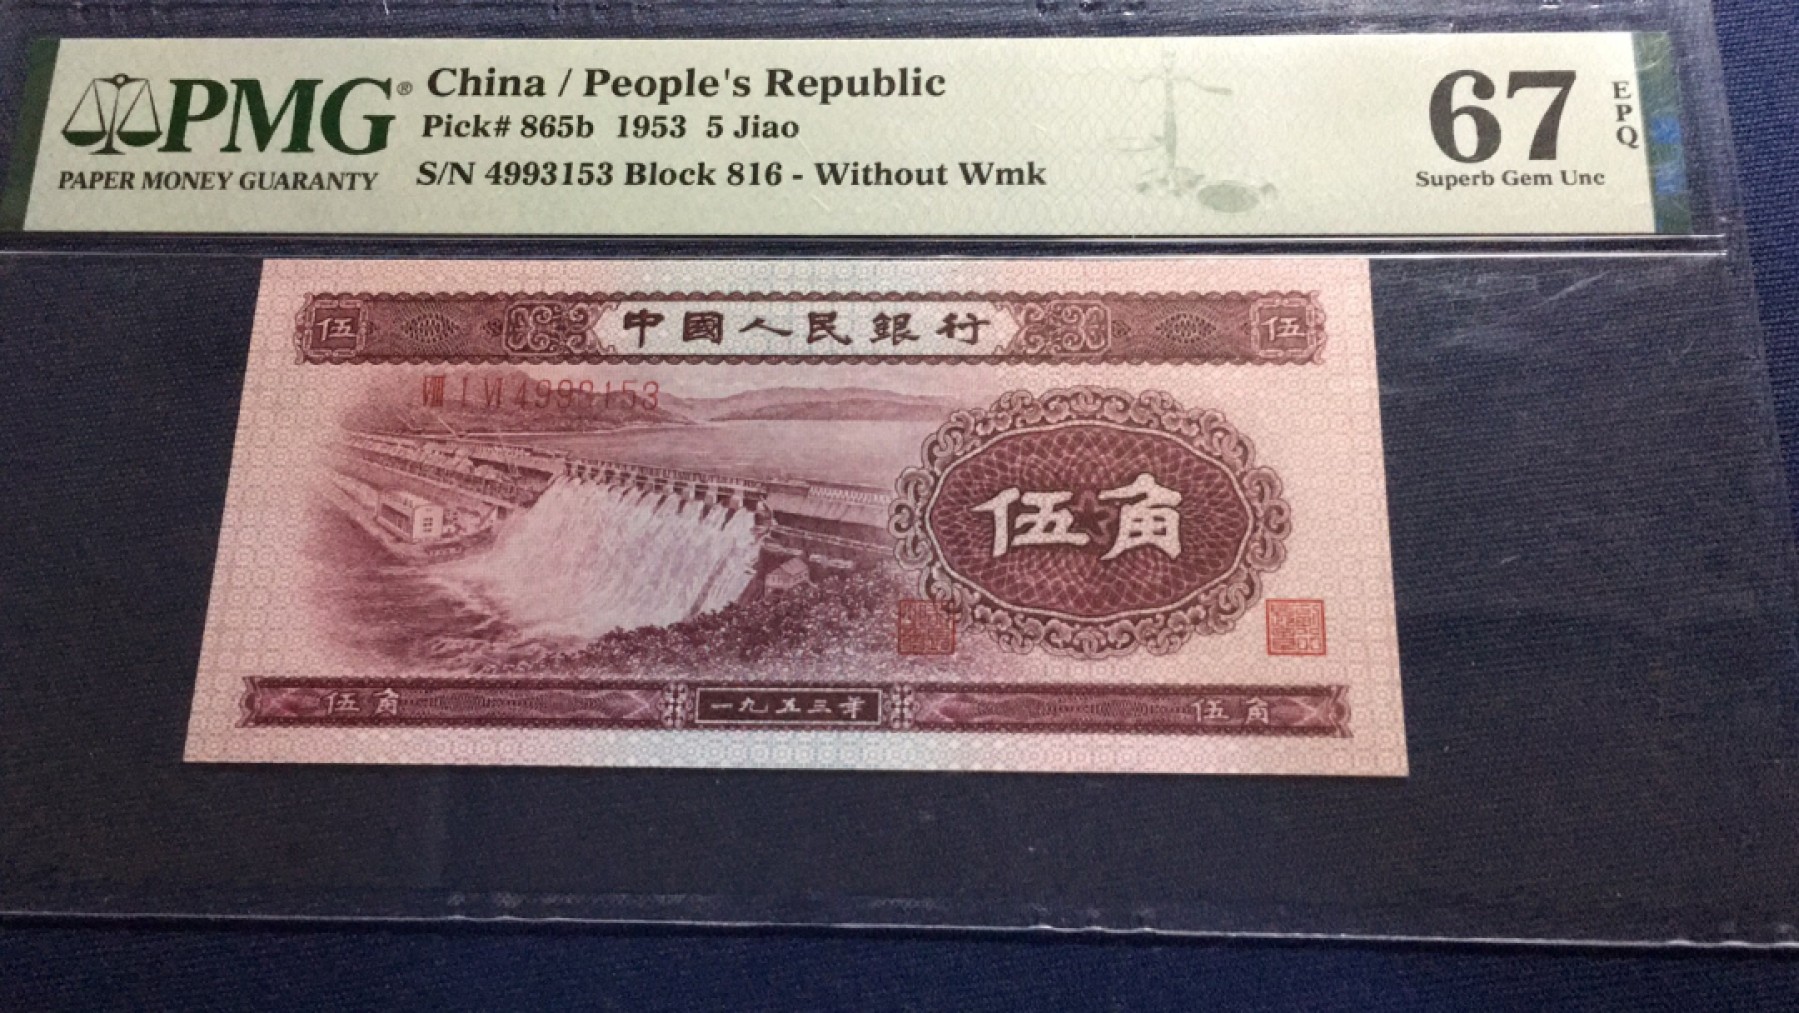 PMG®
PAPER MONEY GUARANTY
China / People's Republic
Pick# 865b 1953 5 Jiao
S/N 4993153 Block 816 - Without Wmk
67
EPQ
Superb Gem Unc
伍 中國人民銀行 伍
VIII I VI 4993153
伍角
伍角 一九五三年 伍角